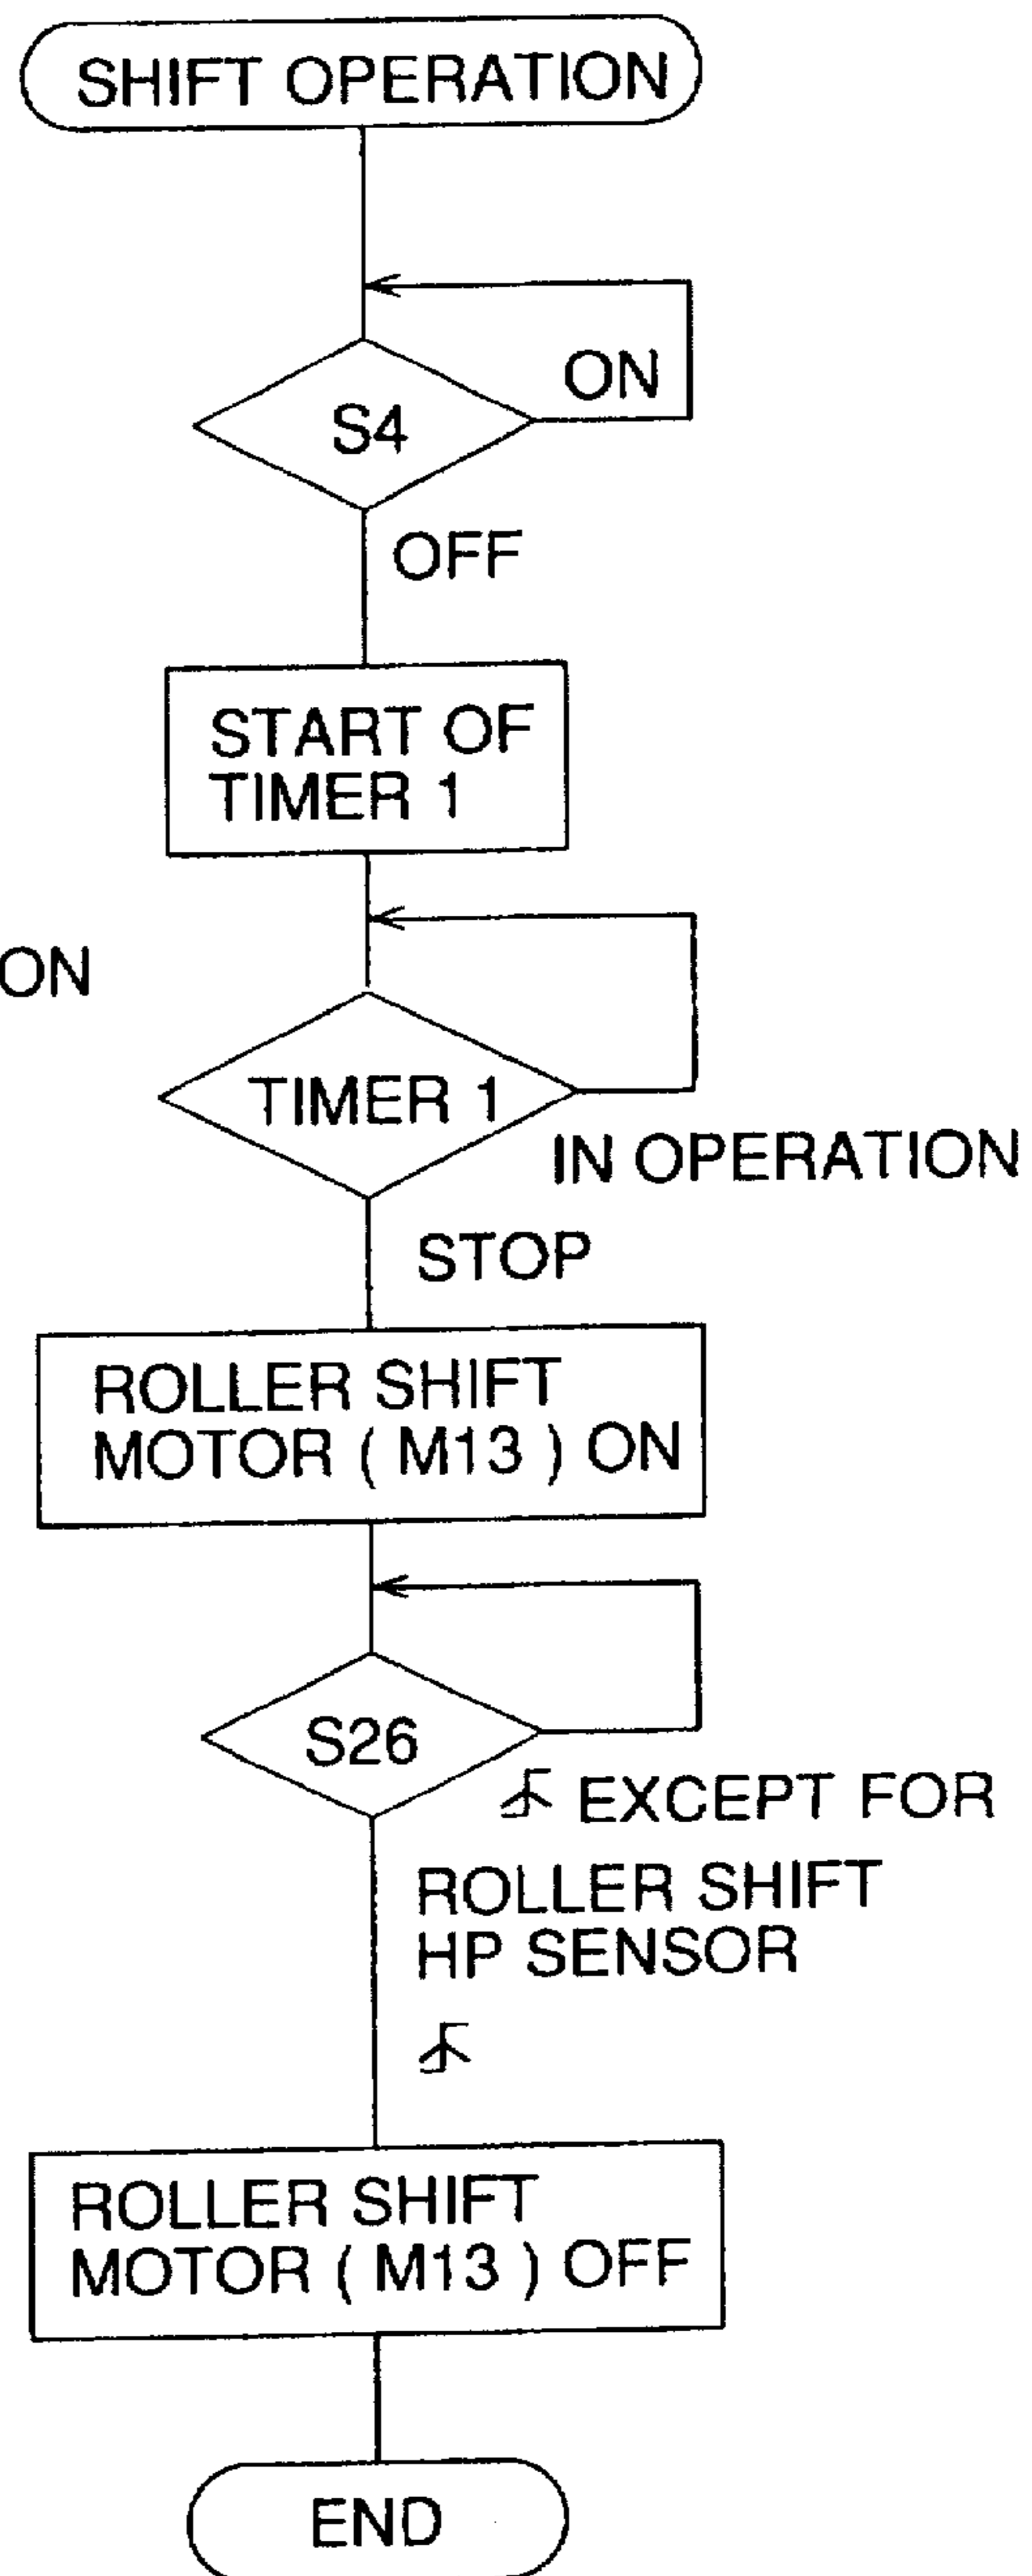 SHIFT OPERATION
ON
S4
OFF
START OF
TIMER 1
ON
TIMER 1
IN OPERATION
STOP
ROLLER SHIFT
MOTOR ( M13 ) ON
S26
EXCEPT FOR
ROLLER SHIFT
HP SENSOR
ROLLER SHIFT
MOTOR ( M13 ) OFF
END